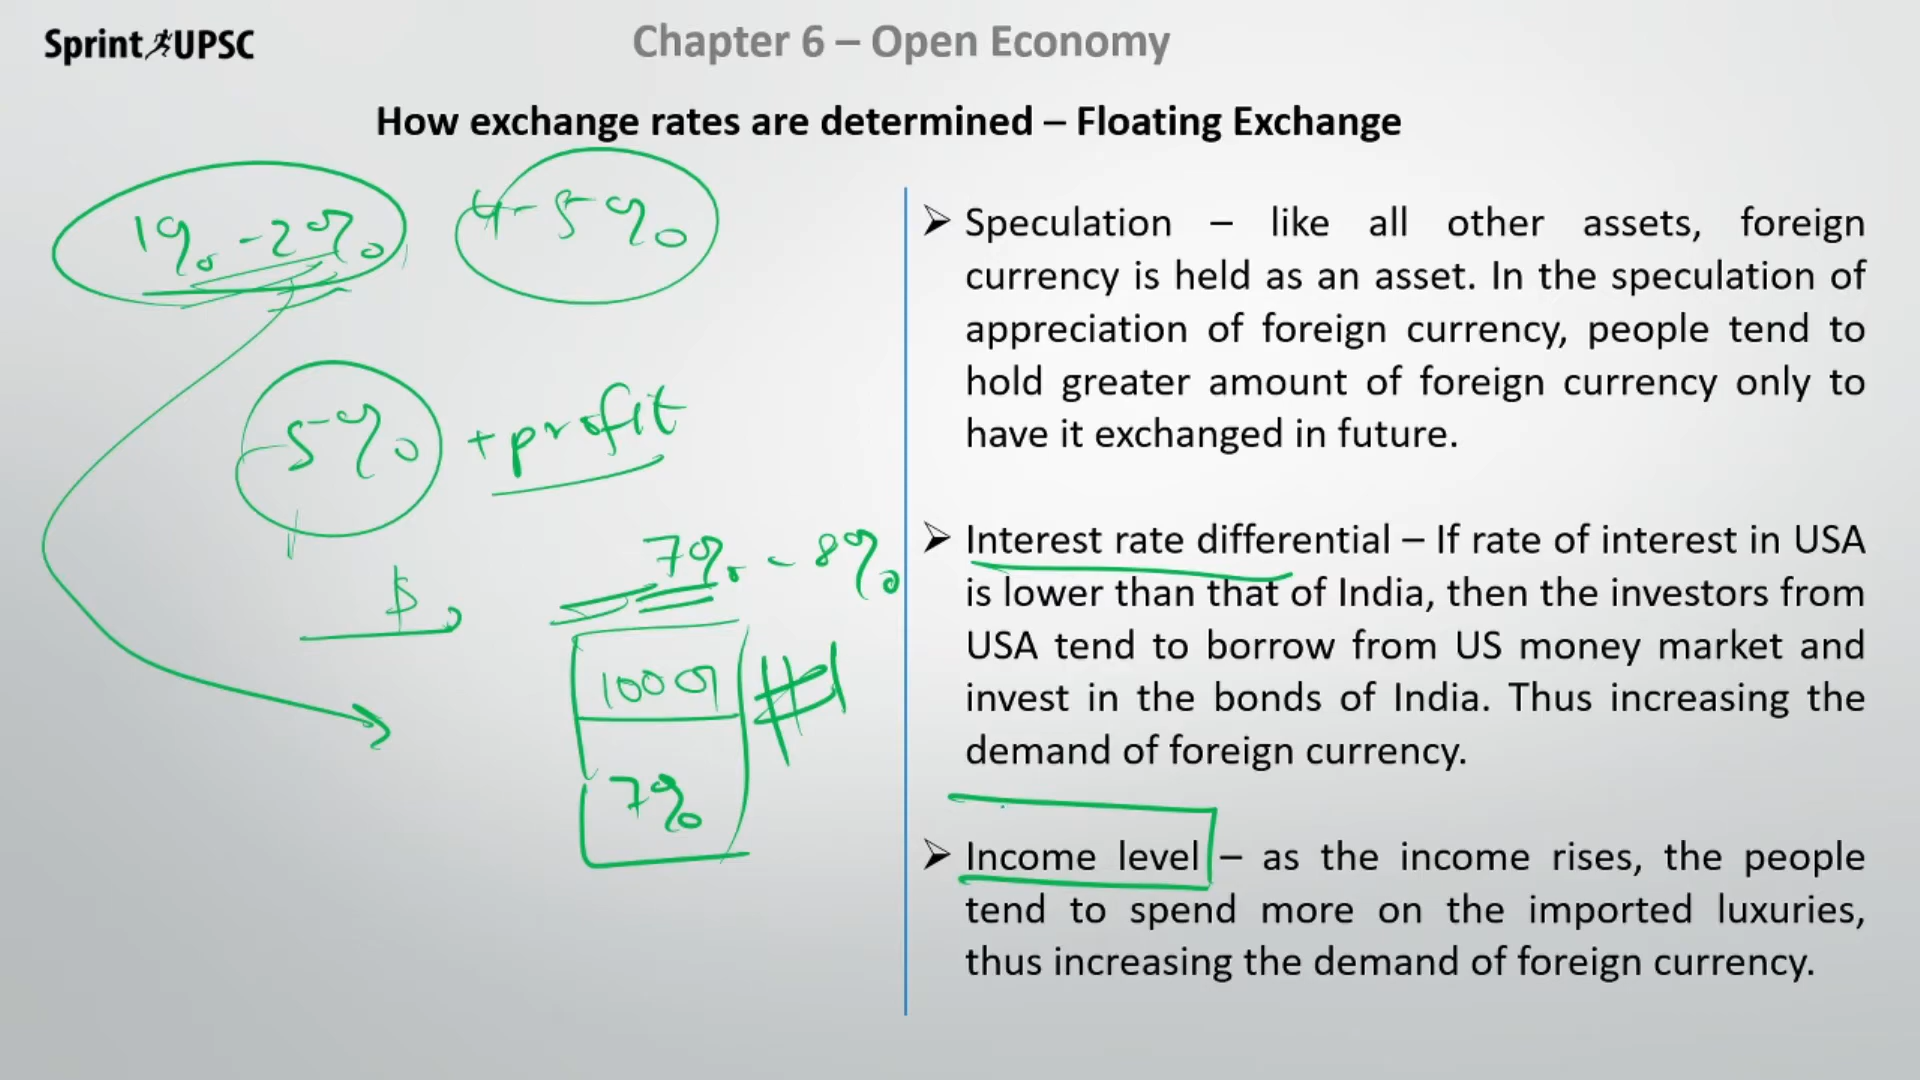 Sprint UPSC
Chapter 6 – Open Economy
How exchange rates are determined – Floating Exchange
1% - 2%
4-5%
5% + profit
7% - 8%
$
1000
7%
➢ Speculation – like all other assets, foreign
currency is held as an asset. In the speculation of
appreciation of foreign currency, people tend to
hold greater amount of foreign currency only to
have it exchanged in future.
➢ Interest rate differential – If rate of interest in USA
is lower than that of India, then the investors from
USA tend to borrow from US money market and
invest in the bonds of India. Thus increasing the
demand of foreign currency.
➢ Income level – as the income rises, the people
tend to spend more on the imported luxuries,
thus increasing the demand of foreign currency.